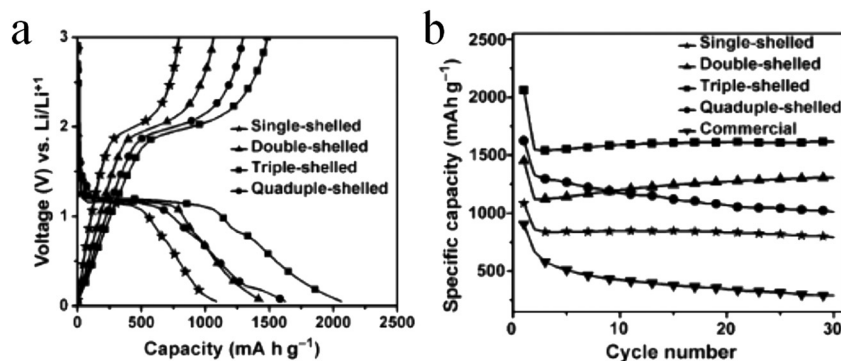 a
Voltage (V) vs. Li/Li⁺¹
3
2
1
0
Single-shelled
Double-shelled
Triple-shelled
Quaduple-shelled
0
500
1000
1500
2000
2500
Capacity (mA h g⁻¹)
b
Specific capacity (mAh g⁻¹)
2500
2000
1500
1000
500
Single-shelled
Double-shelled
Triple-shelled
Quaduple-shelled
Commercial
0
10
20
30
Cycle number